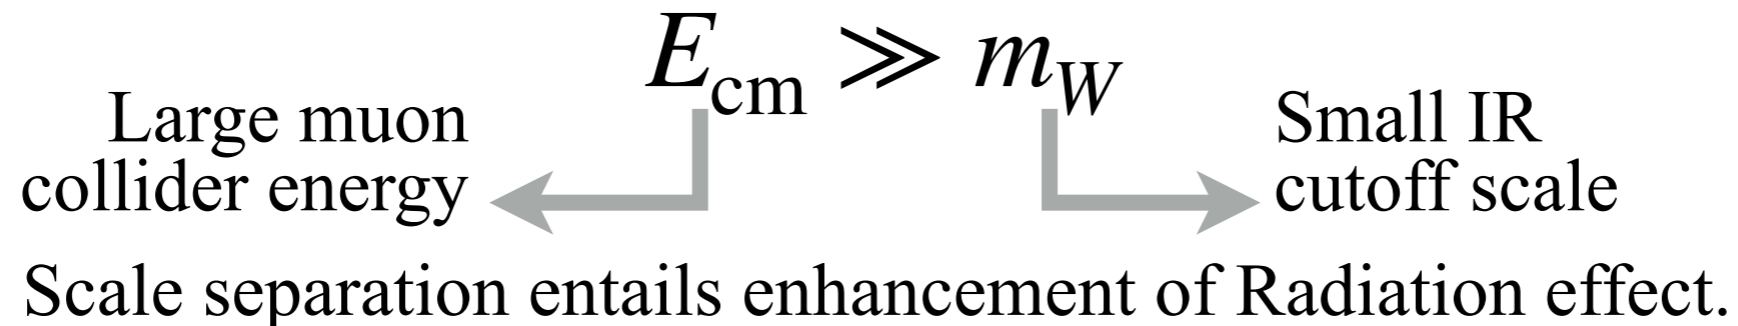 E_cm ≫ m_W
Large muon
collider energy
Small IR
cutoff scale
Scale separation entails enhancement of Radiation effect.